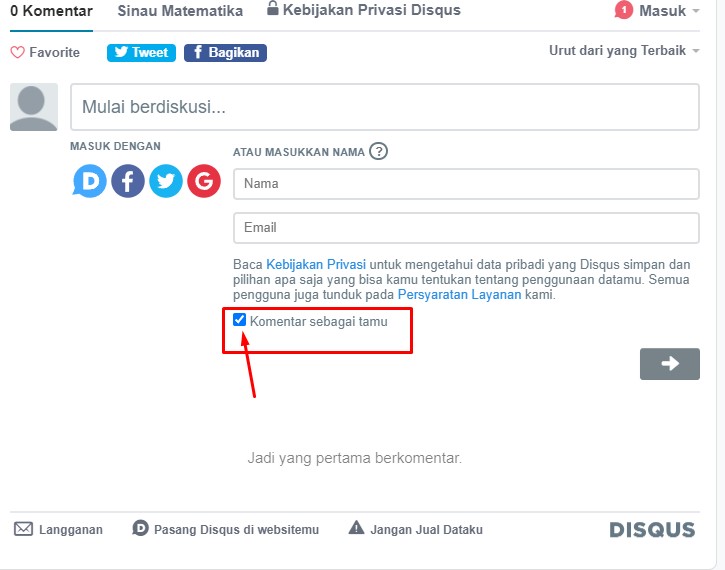 0 Komentar Sinau Matematika Kebijakan Privasi Disqus 1 Masuk
Favorite Tweet f Bagikan Urut dari yang Terbaik
Mulai berdiskusi...
MASUK DENGAN ATAU MASUKKAN NAMA ?
D f G
Nama
Email
Baca Kebijakan Privasi untuk mengetahui data pribadi yang Disqus simpan dan
pilihan apa saja yang bisa kamu tentukan tentang penggunaan datamu. Semua
pengguna juga tunduk pada Persyaratan Layanan kami.
Komentar sebagai tamu
Jadi yang pertama berkomentar.
Langganan D Pasang Disqus di websitemu Jangan Jual Dataku DISQUS